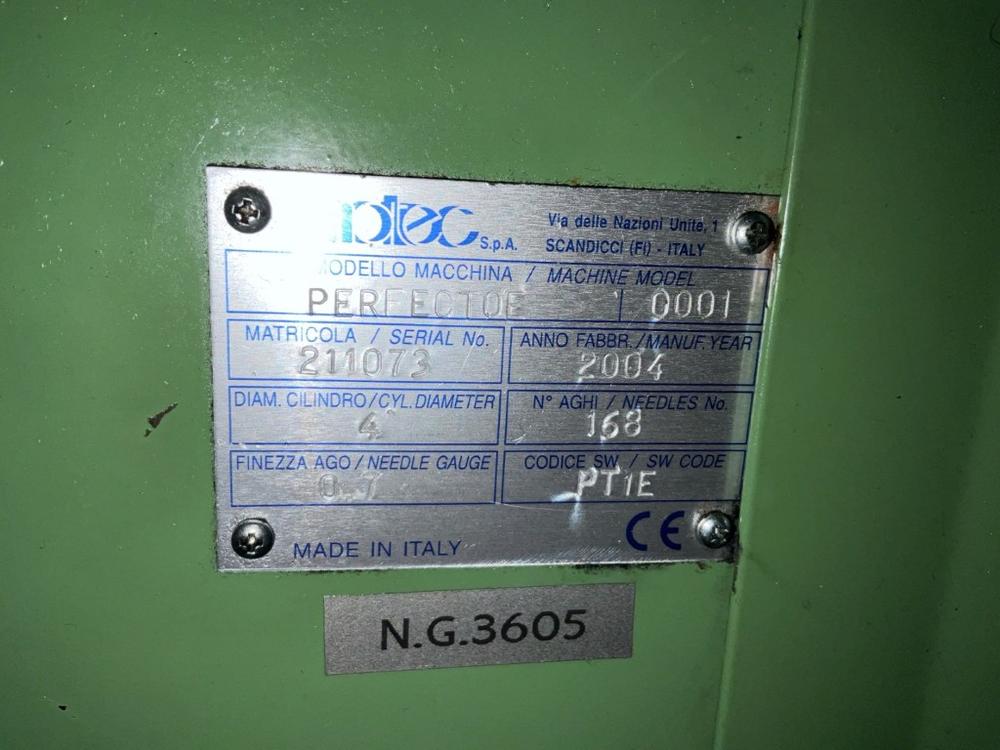 S.p.A.
Via delle Nazioni Unite, 1
SCANDICCI (FI) - ITALY
MODELLO MACCHINA / MACHINE MODEL
PERFECTOE 0001
MATRICOLA / SERIAL No.
211073
ANNO FABBR./MANUF. YEAR
2004
DIAM. CILINDRO/CYL.DIAMETER
4
N° AGHI / NEEDLES No.
168
FINEZZA AGO / NEEDLE GAUGE
0.7
CODICE SW / SW CODE
PT1E
MADE IN ITALY
CE
N.G.3605